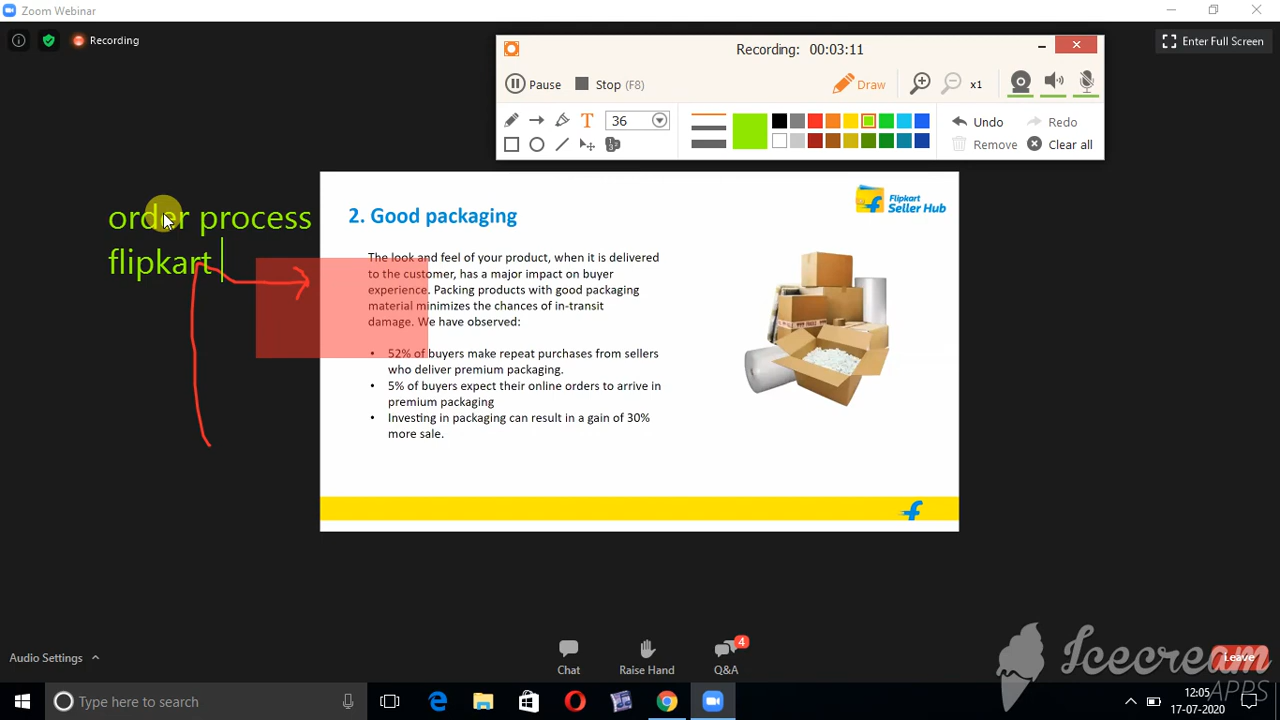 Zoom Webinar
Recording
Enter Full Screen
Recording: 00:03:11
Pause
Stop (F8)
Draw
x1
T
36
Undo
Redo
Remove
Clear all
order process
flipkart
2. Good packaging
Flipkart
Seller Hub
The look and feel of your product, when it is delivered
to the customer, has a major impact on buyer
experience. Packing products with good packaging
material minimizes the chances of in-transit
damage. We have observed:
• 52% of buyers make repeat purchases from sellers
who deliver premium packaging.
• 5% of buyers expect their online orders to arrive in
premium packaging
• Investing in packaging can result in a gain of 30%
more sale.
Audio Settings
Chat
Raise Hand
Q&A
4
Leave
Icecream
APPS
Type here to search
12:05
17-07-2020